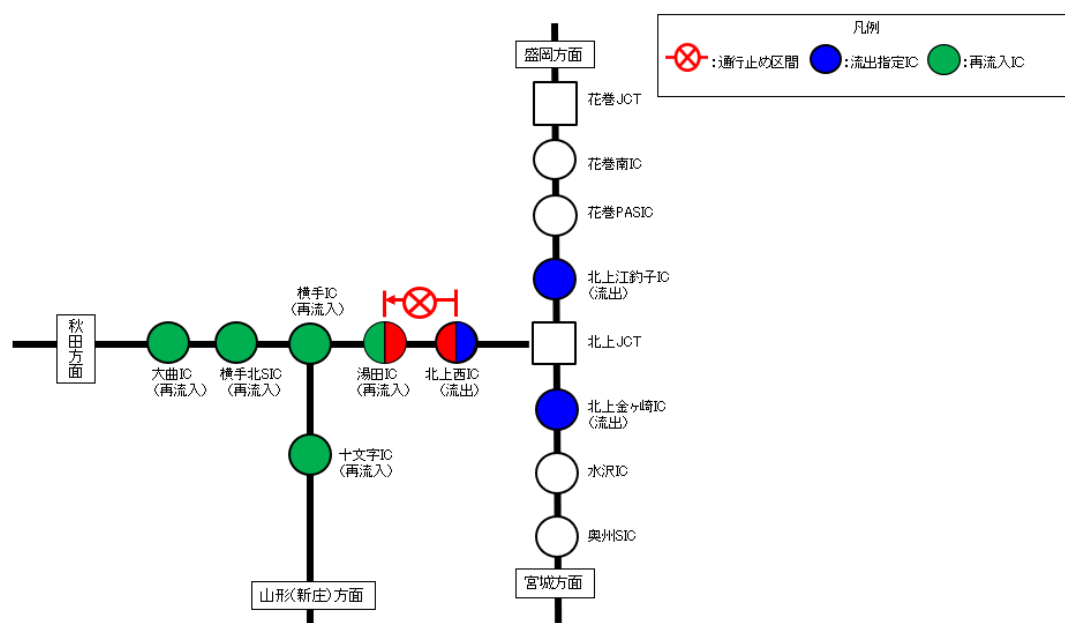 凡例
:通行止め区間
:流出指定IC
:再流入IC
盛岡方面
花巻JCT
花巻南IC
花巻PASIC
北上江釣子IC
(流出)
北上JCT
北上金ヶ崎IC
(流出)
水沢IC
奥州SIC
宮城方面
秋田方面
大曲IC
(再流入)
横手北SIC
(再流入)
横手IC
(再流入)
湯田IC
(再流入)
北上西IC
(流出)
十文字IC
(再流入)
山形(新庄)方面